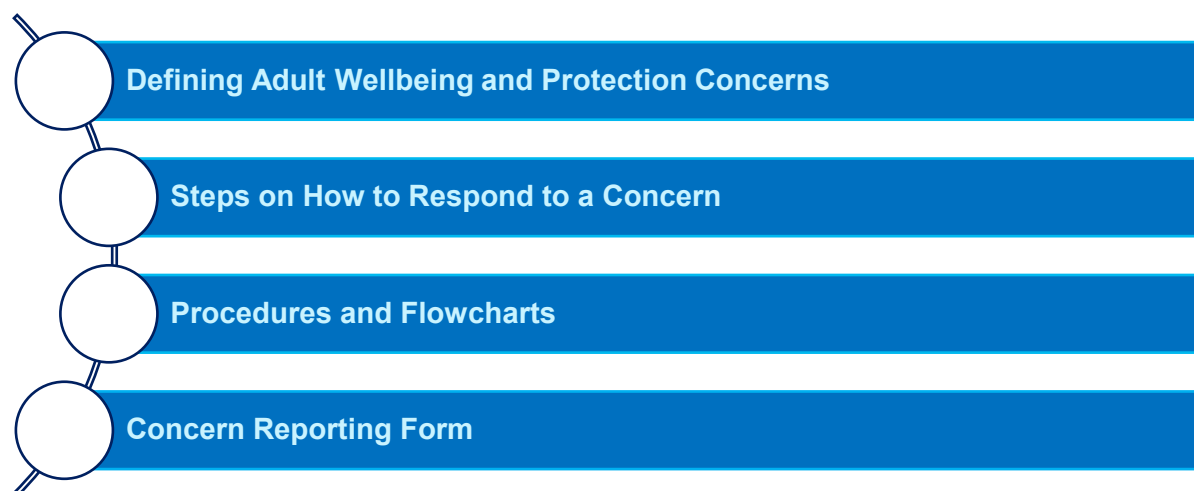 Defining Adult Wellbeing and Protection Concerns
Steps on How to Respond to a Concern
Procedures and Flowcharts
Concern Reporting Form